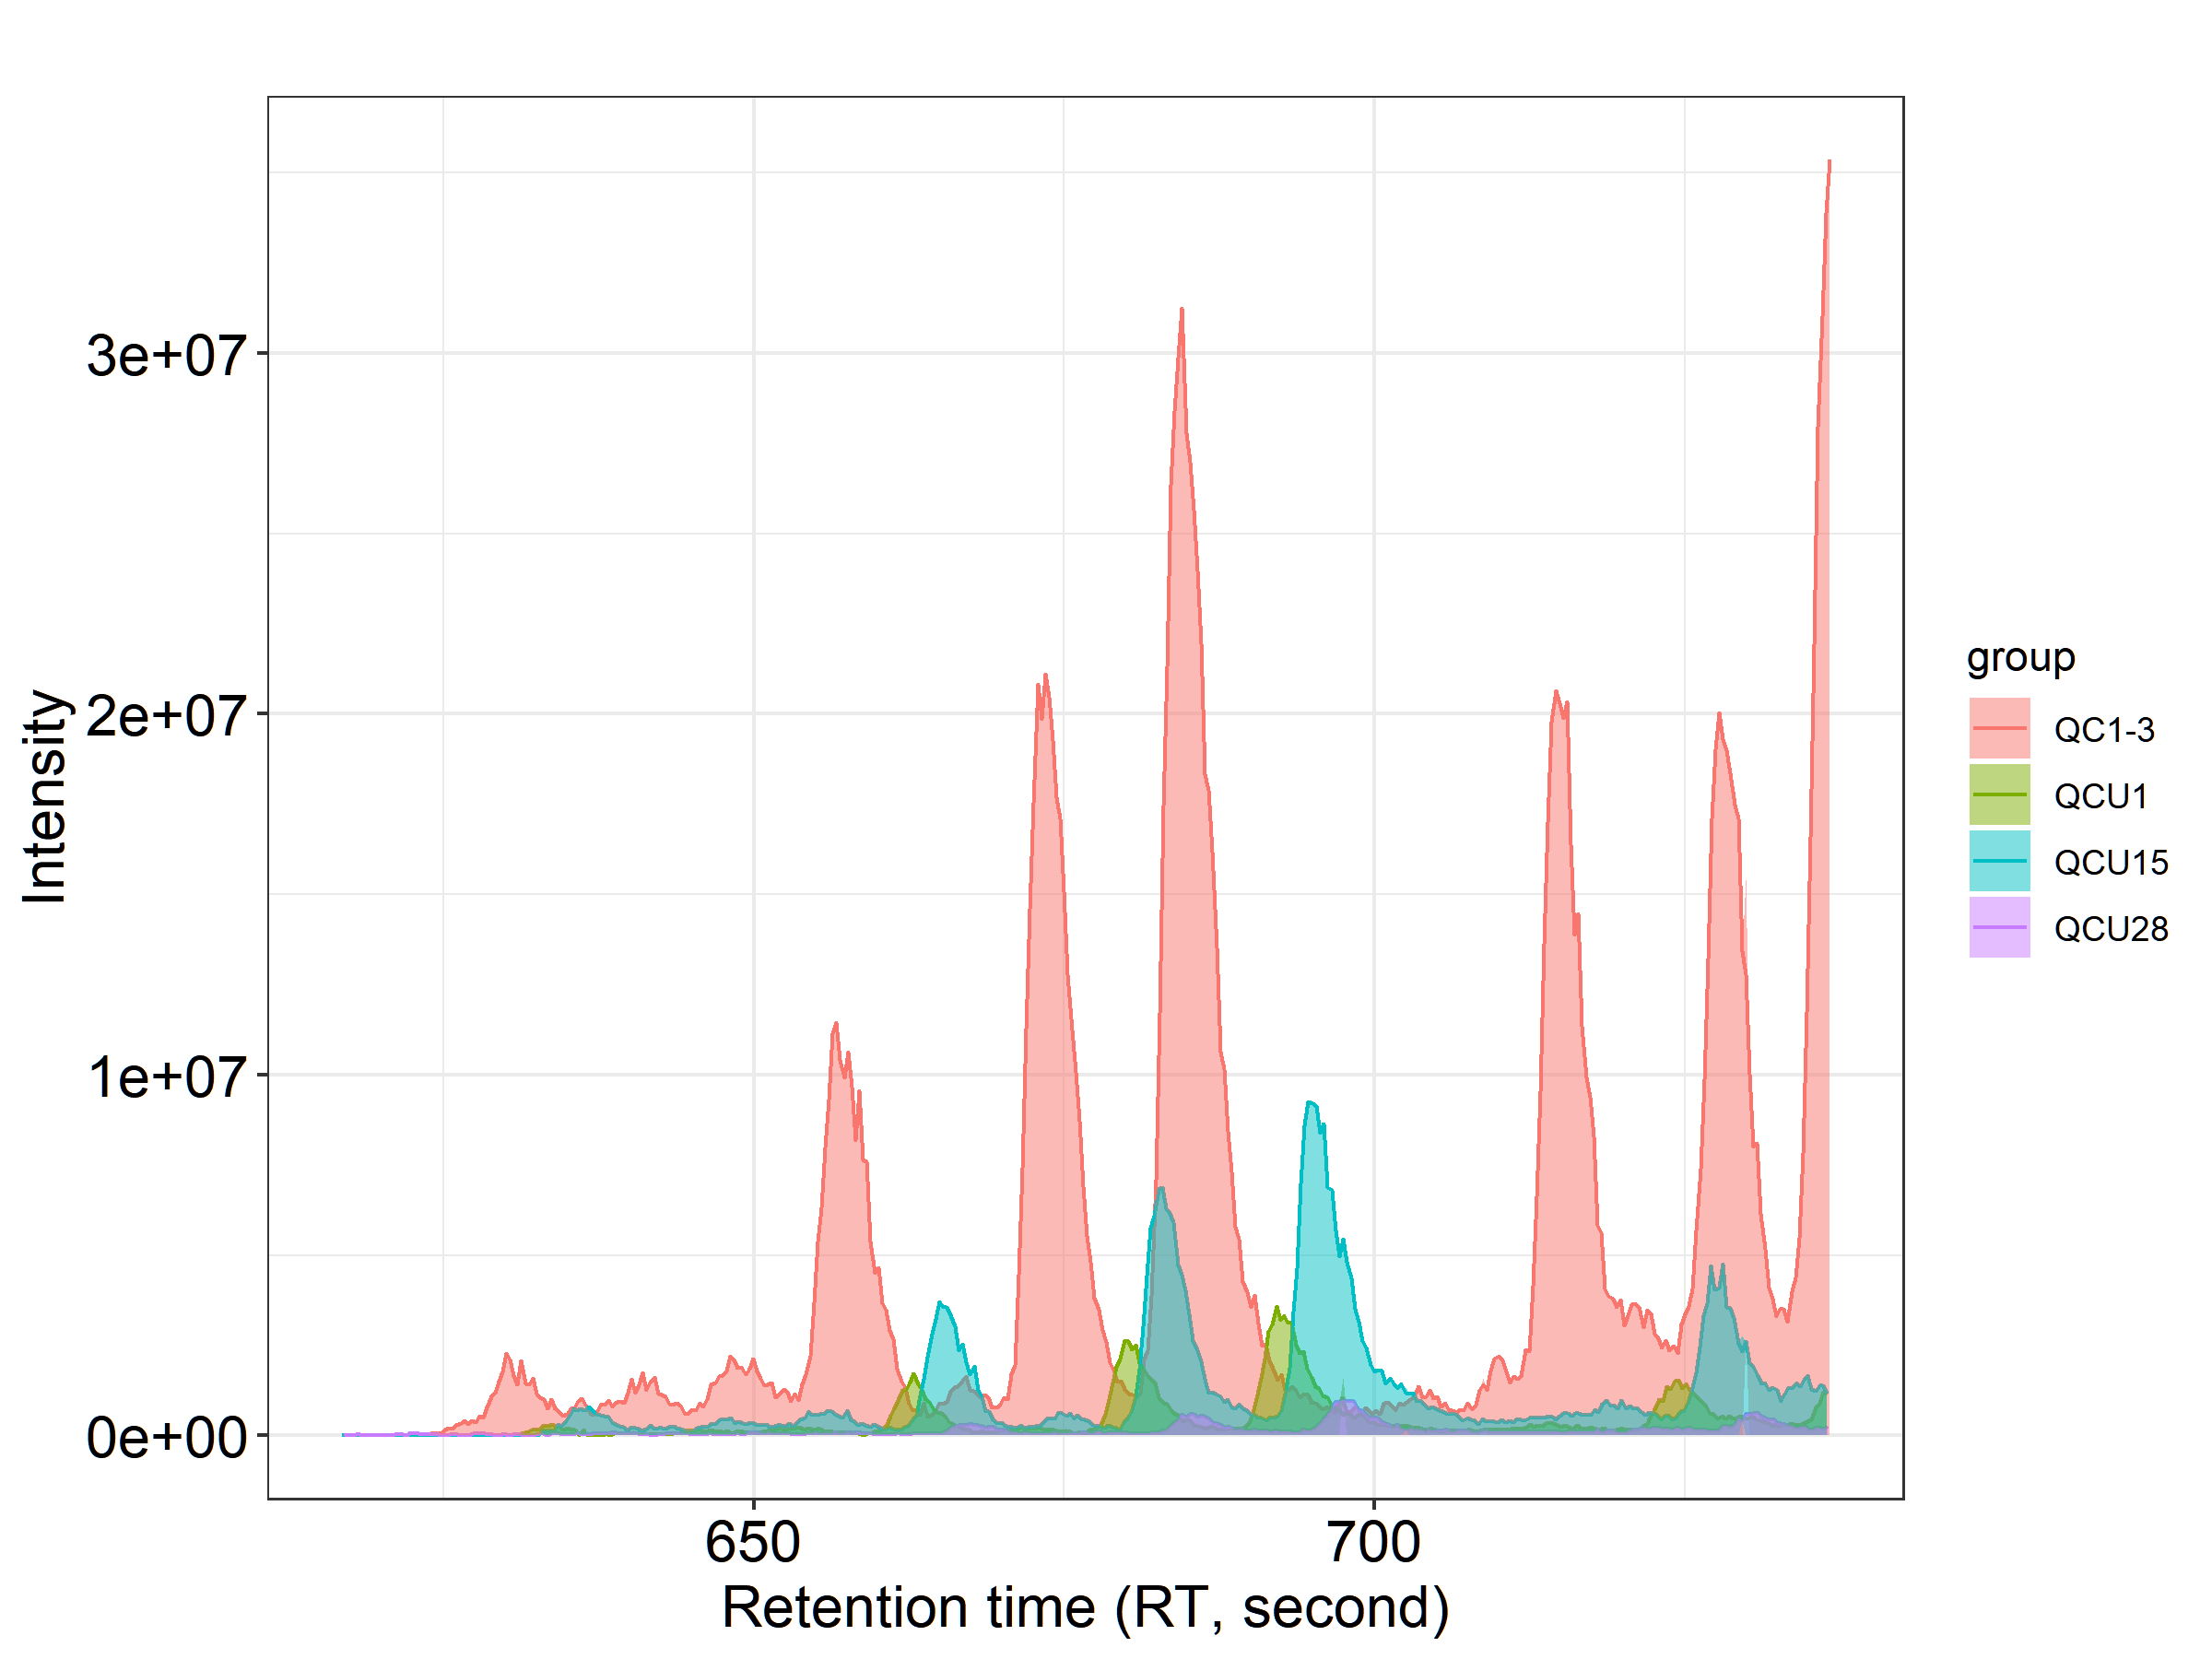 Intensity
3e+07
2e+07
1e+07
0e+00
650
700
Retention time (RT, second)
group
QC1-3
QCU1
QCU15
QCU28